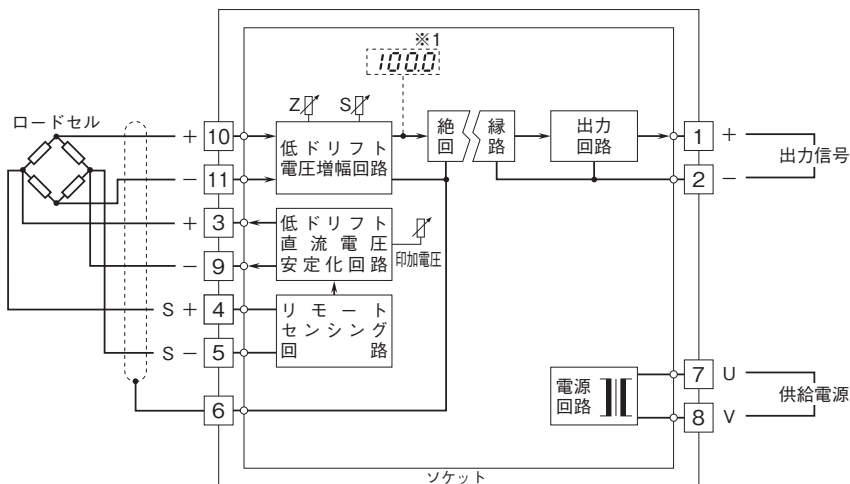 ※1
100.0
Z
S
ロードセル
+
10
低ドリフト
電圧増幅回路
絶 縁
回 路
出力
回路
1
+
出力信号
−
11
2
−
+
3
低ドリフト
直流電圧
安定化回路
印加電圧
−
9
S +
4
リモート
センシング
回路
S −
5
6
電源
回路
7
U
供給電源
8
V
ソケット